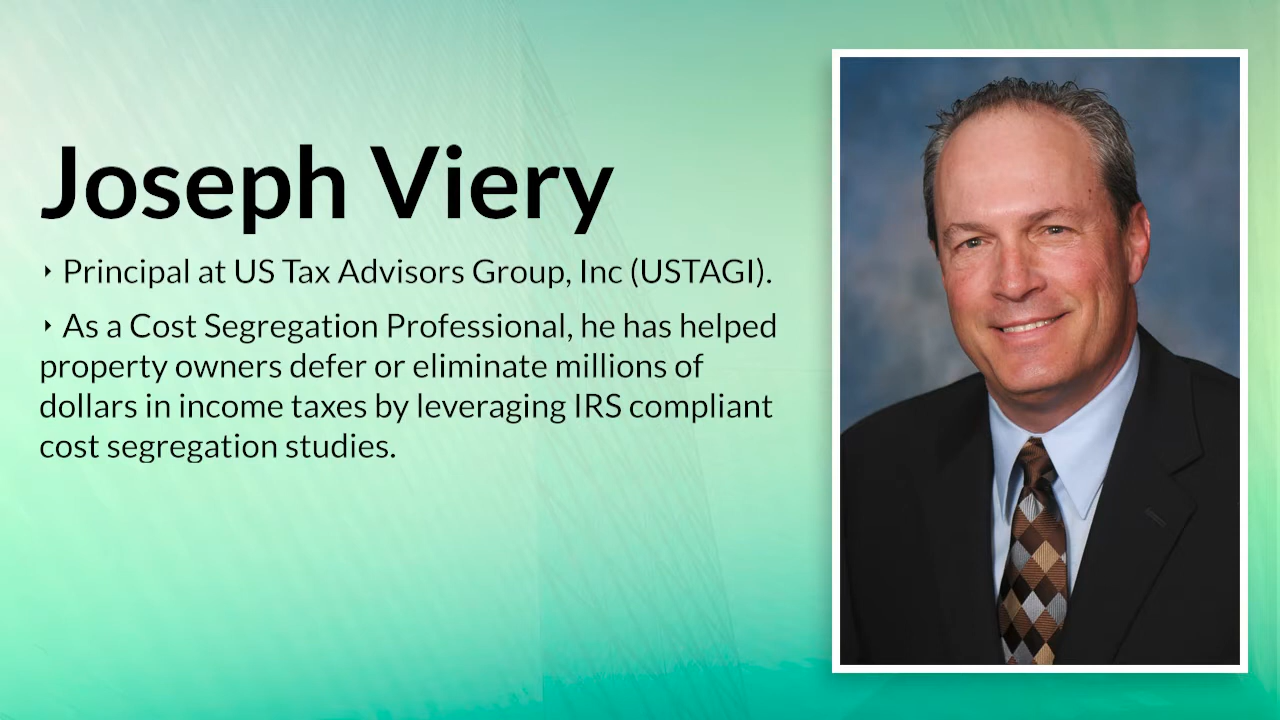 Joseph Viery
‣ Principal at US Tax Advisors Group, Inc (USTAGI).
‣ As a Cost Segregation Professional, he has helped
property owners defer or eliminate millions of
dollars in income taxes by leveraging IRS compliant
cost segregation studies.